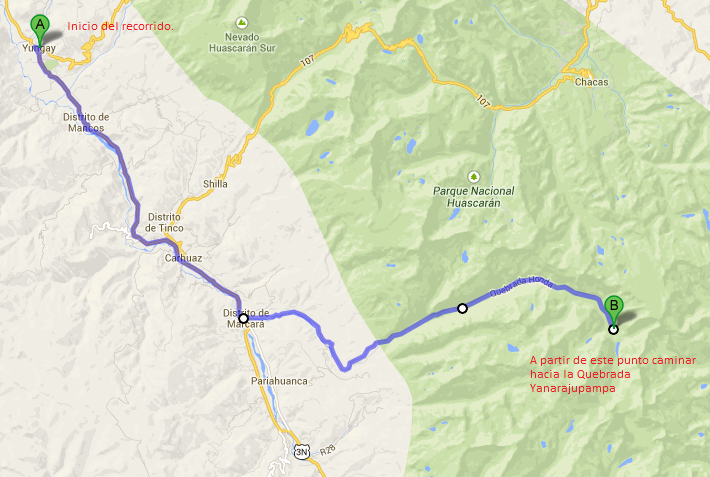 A
Inicio del recorrido.
Yungay
Nevado
Huascarán Sur
107
Chacas
107
Distrito de
Mancos
Shilla
Parque Nacional
Huascarán
Distrito
de Tinco
Carhuaz
Quebrada Honda
B
Distrito de
Marcará
A partir de este punto caminar
hacia la Quebrada
Yanarajupampa
Pariahuanca
3N
R28